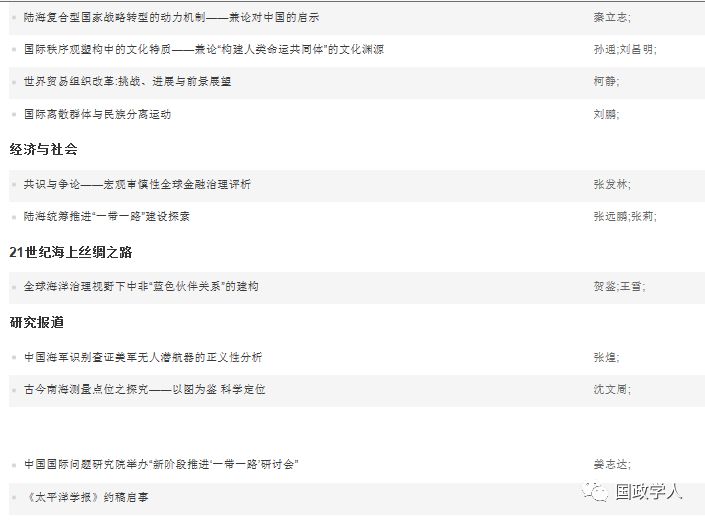 陆海复合型国家战略转型的动力机制——兼论对中国的启示 秦立志;
国际秩序观塑构中的文化特质——兼论“构建人类命运共同体”的文化渊源 孙通;刘昌明;
世界贸易组织改革:挑战、进展与前景展望 柯静;
国际离散群体与民族分离运动 刘鹏;
经济与社会
共识与争论——宏观审慎性全球金融治理评析 张发林;
陆海统筹推进“一带一路”建设探索 张远鹏;张莉;
21世纪海上丝绸之路
全球海洋治理视野下中非“蓝色伙伴关系”的建构 贺鉴;王雪;
研究报道
中国海军识别查证美军无人潜航器的正义性分析 张煌;
古今南海测量点位之探究——以图为鉴 科学定位 沈文周;
中国国际问题研究院举办“新阶段推进‘一带一路’研讨会” 姜志达;
《太平洋学报》约稿启事
国政学人